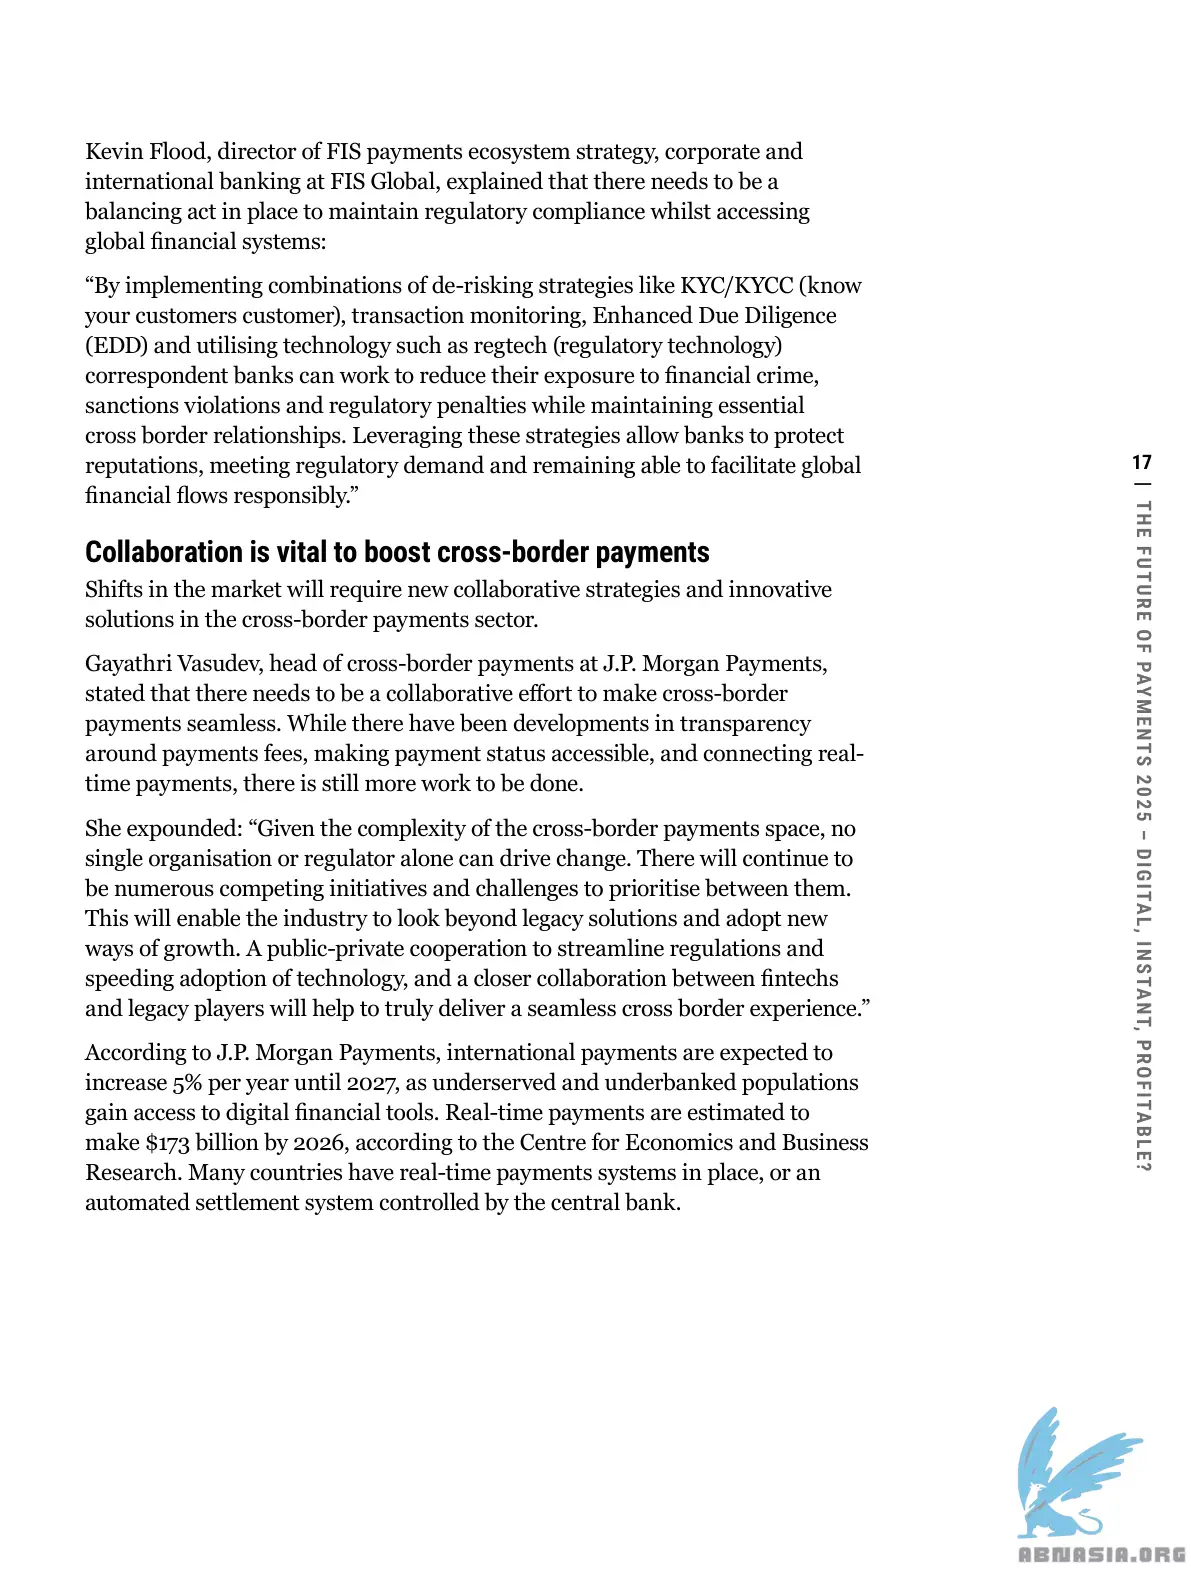 Kevin Flood, director of FIS payments ecosystem strategy, corporate and
international banking at FIS Global, explained that there needs to be a
balancing act in place to maintain regulatory compliance whilst accessing
global financial systems:
“By implementing combinations of de-risking strategies like KYC/KYCC (know
your customers customer), transaction monitoring, Enhanced Due Diligence
(EDD) and utilising technology such as regtech (regulatory technology)
correspondent banks can work to reduce their exposure to financial crime,
sanctions violations and regulatory penalties while maintaining essential
cross border relationships. Leveraging these strategies allow banks to protect
reputations, meeting regulatory demand and remaining able to facilitate global
financial flows responsibly.”
Collaboration is vital to boost cross-border payments
Shifts in the market will require new collaborative strategies and innovative
solutions in the cross-border payments sector.
Gayathri Vasudev, head of cross-border payments at J.P. Morgan Payments,
stated that there needs to be a collaborative effort to make cross-border
payments seamless. While there have been developments in transparency
around payments fees, making payment status accessible, and connecting real-
time payments, there is still more work to be done.
She expounded: “Given the complexity of the cross-border payments space, no
single organisation or regulator alone can drive change. There will continue to
be numerous competing initiatives and challenges to prioritise between them.
This will enable the industry to look beyond legacy solutions and adopt new
ways of growth. A public-private cooperation to streamline regulations and
speeding adoption of technology, and a closer collaboration between fintechs
and legacy players will help to truly deliver a seamless cross border experience.”
According to J.P. Morgan Payments, international payments are expected to
increase 5% per year until 2027, as underserved and underbanked populations
gain access to digital financial tools. Real-time payments are estimated to
make $173 billion by 2026, according to the Centre for Economics and Business
Research. Many countries have real-time payments systems in place, or an
automated settlement system controlled by the central bank.
17
THE FUTURE OF PAYMENTS 2025 – DIGITAL, INSTANT, PROFITABLE?
ABNASIA.ORG